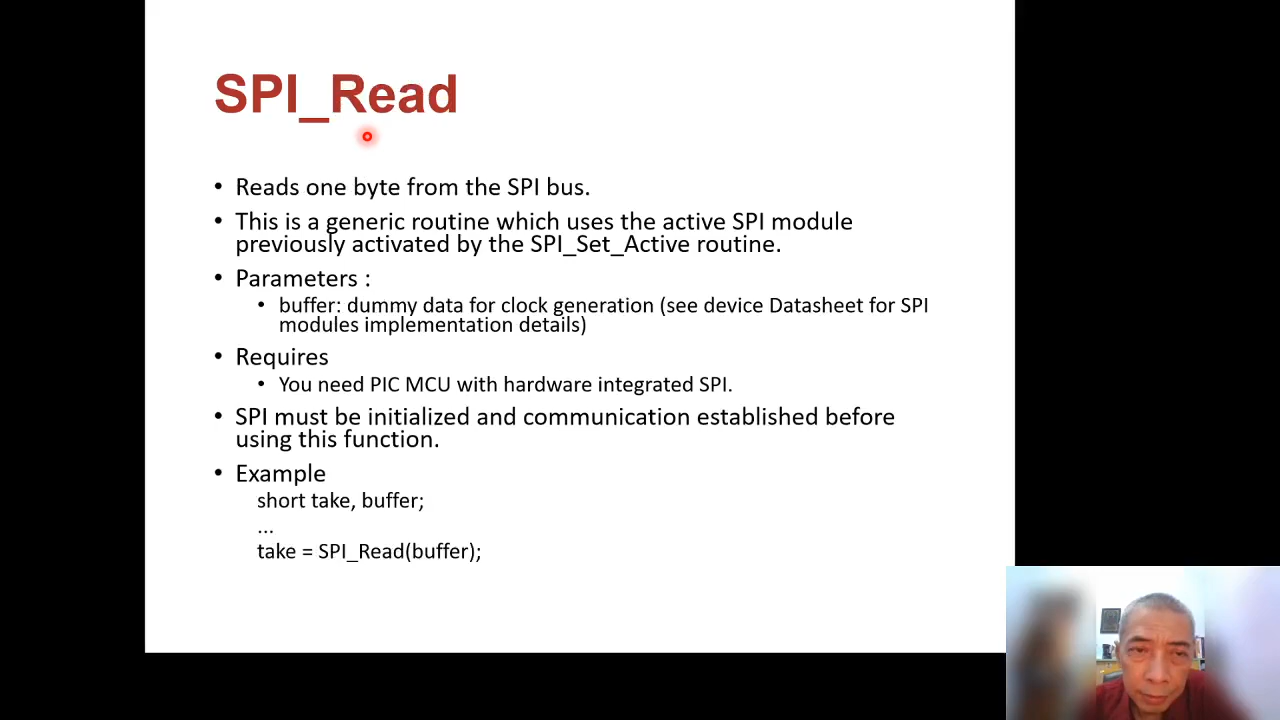 SPI_Read
• Reads one byte from the SPI bus.
• This is a generic routine which uses the active SPI module
previously activated by the SPI_Set_Active routine.
• Parameters :
• buffer: dummy data for clock generation (see device Datasheet for SPI
modules implementation details)
• Requires
• You need PIC MCU with hardware integrated SPI.
• SPI must be initialized and communication established before
using this function.
• Example
short take, buffer;
...
take = SPI_Read(buffer);